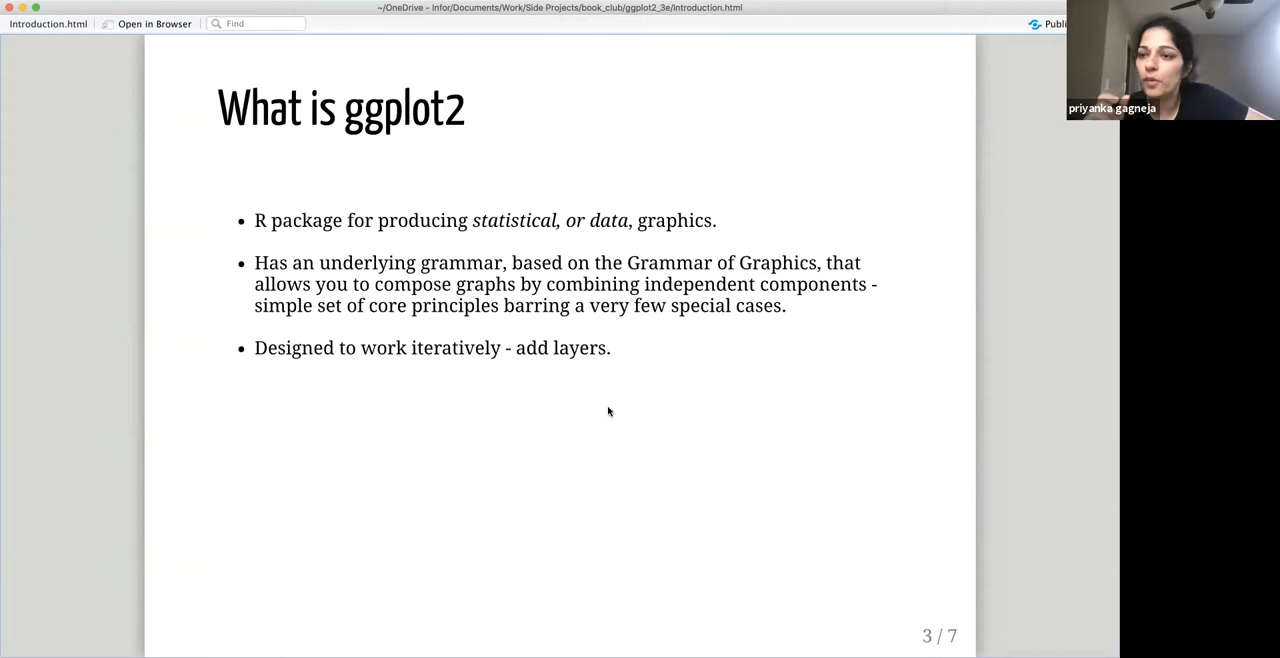 ~/OneDrive - Infor/Documents/Work/Side Projects/book_club/ggplot2_3e/Introduction.html
Introduction.html Open in Browser Find Publi
priyanka gagneja
What is ggplot2
• R package for producing statistical, or data, graphics.
• Has an underlying grammar, based on the Grammar of Graphics, that
allows you to compose graphs by combining independent components -
simple set of core principles barring a very few special cases.
• Designed to work iteratively - add layers.
3 / 7